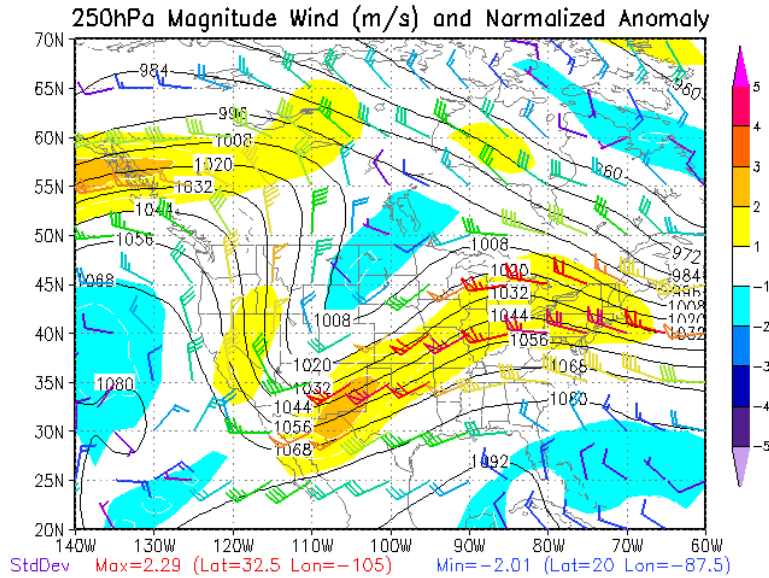 250hPa Magnitude Wind (m/s) and Normalized Anomaly
70N
65N
60N
55N
50N
45N
40N
35N
30N
25N
20N
984
996
1008
1020
1032
1044
1056
1068
1080
960
960
972
984
996
1008
1020
1032
1008
1020
1032
1044
1056
1068
1080
1008
1020
1032
1044
1056
1068
1092
5
4
3
2
1
-1
-2
-3
-4
-5
140W 130W 120W 110W 100W 90W 80W 70W 60W
StdDev Max=2.29 (Lat=32.5 Lon=-105) Min=-2.01 (Lat=20 Lon=-87.5)